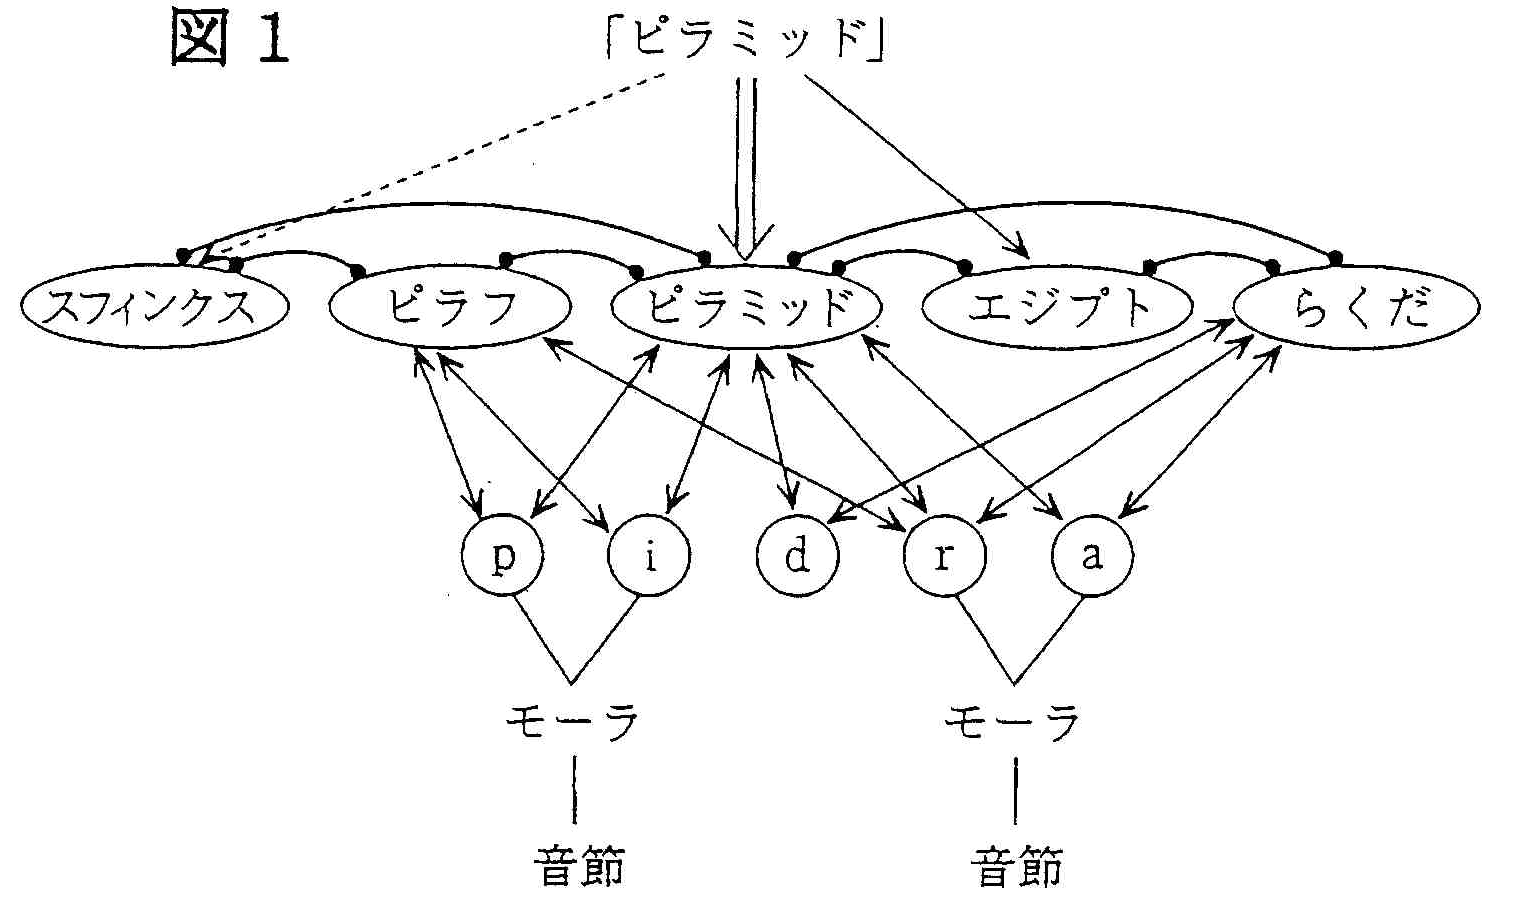 図1
「ピラミッド」
スフィンクス ピラフ ピラミッド エジプト らくだ
p i d r a
モーラ モーラ
音節 音節